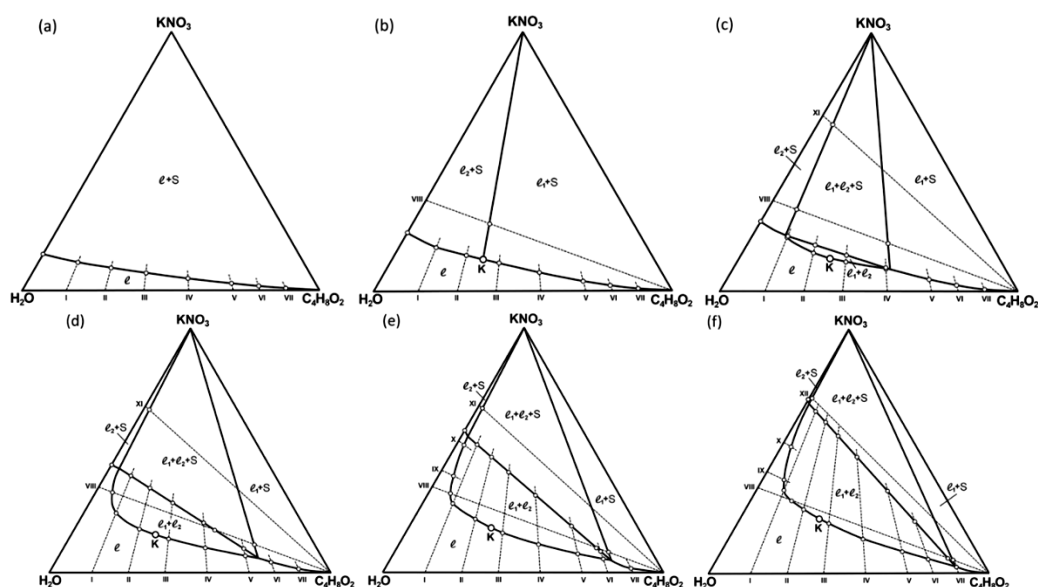 (a)
KNO₃
ℓ+S
ℓ
H₂O
I II III IV V VI VII
C₄H₈O₂
(b)
KNO₃
ℓ₂+S
ℓ₁+S
VIII
K
ℓ
H₂O
I II III IV V VI VII
C₄H₈O₂
(c)
KNO₃
XI
ℓ₂+S
ℓ₁+ℓ₂+S
ℓ₁+S
VIII
K
ℓ
ℓ₁+ℓ₂
H₂O
I II III IV V VI VII
C₄H₈O₂
(d)
KNO₃
XI
ℓ₂+S
ℓ₁+ℓ₂+S
ℓ₁+S
VIII
ℓ₁+ℓ₂
K
ℓ
H₂O
I II III IV V VI VII
C₄H₈O₂
(e)
KNO₃
ℓ₂+S
XI
ℓ₁+ℓ₂+S
X
IX
VIII
ℓ₁+S
ℓ₁+ℓ₂
K
ℓ
H₂O
I II III IV V VI VII
C₄H₈O₂
(f)
KNO₃
ℓ₂+S
XII
ℓ₁+ℓ₂+S
X
IX
VIII
ℓ₁+ℓ₂
ℓ₁+S
K
ℓ
H₂O
I II III IV V VI VII
C₄H₈O₂